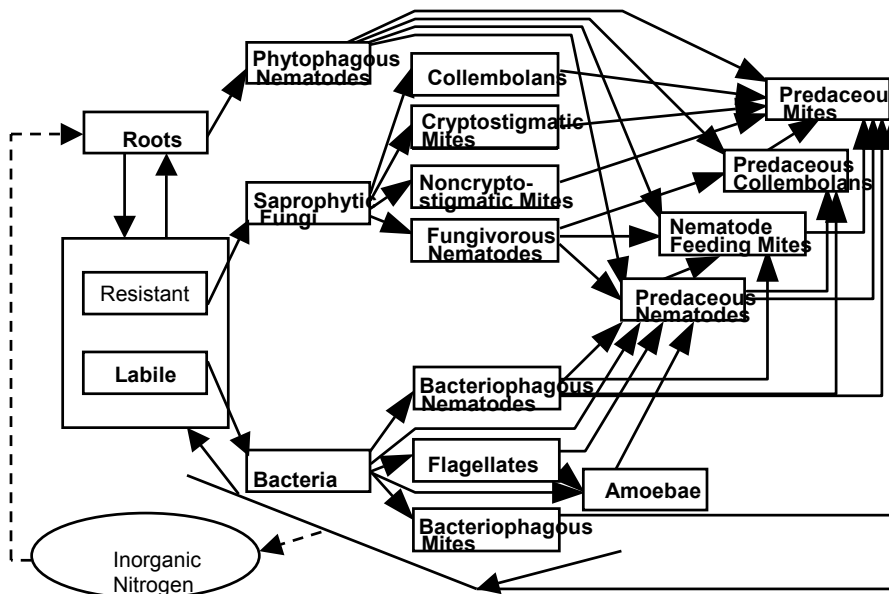 Phytophagous
Nematodes
Collembolans
Predaceous
Mites
Roots
Cryptostigmatic
Mites
Predaceous
Collembolans
Saprophytic
Fungi
Noncrypto-
stigmatic Mites
Nematode
Feeding Mites
Fungivorous
Nematodes
Resistant
Predaceous
Nematodes
Labile
Bacteriophagous
Nematodes
Bacteria
Flagellates
Amoebae
Bacteriophagous
Mites
Inorganic
Nitrogen